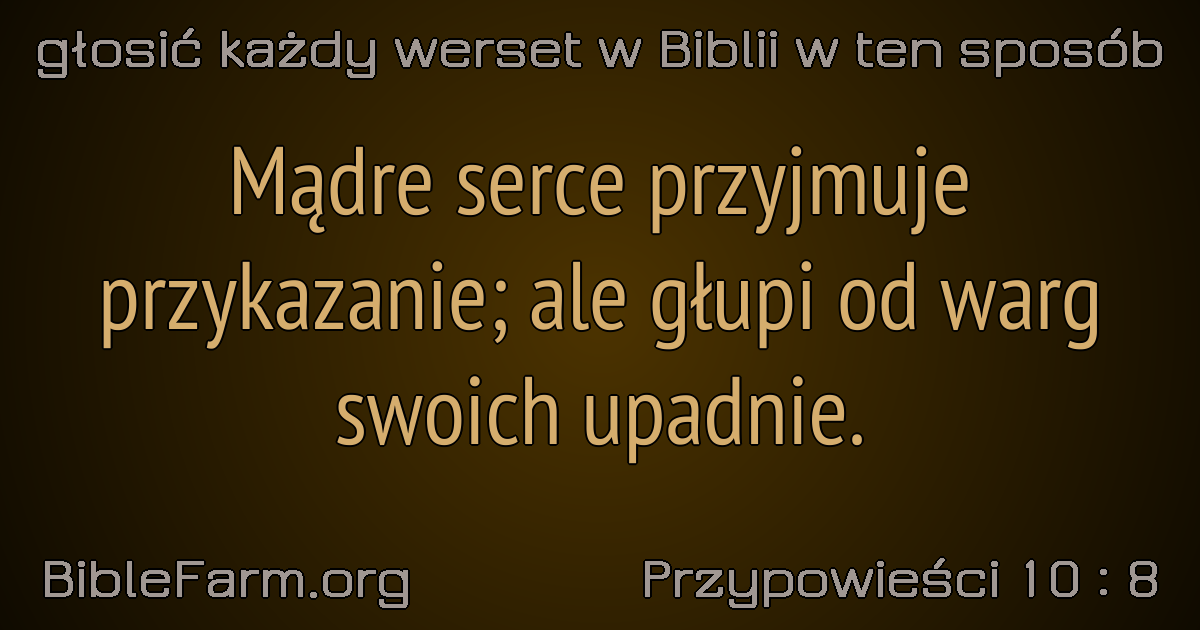 głosić każdy werset w Biblii w ten sposób
Mądre serce przyjmuje
przykazanie; ale głupi od warg
swoich upadnie.
BibleFarm.org
Przypowieści 10 : 8